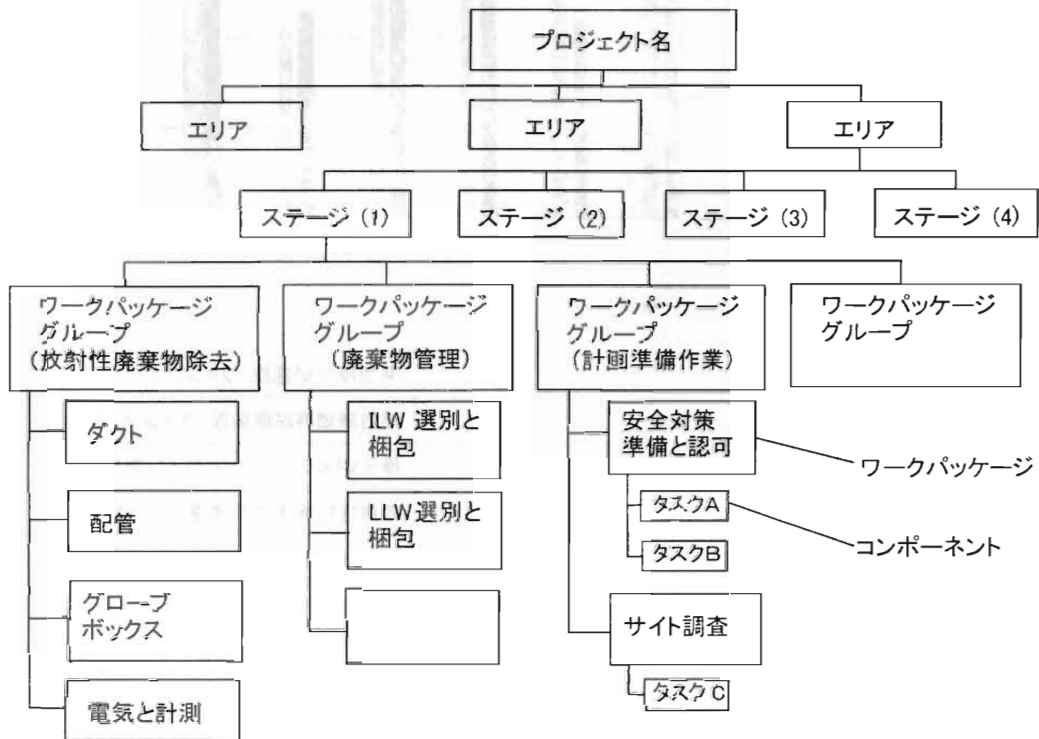 プロジェクト名
エリア
エリア
エリア
ステージ (1)
ステージ (2)
ステージ (3)
ステージ (4)
ワークパッケージ
グループ
(放射性廃棄物除去)
ワークパッケージ
グループ
(廃棄物管理)
ワークパッケージ
グループ
(計画準備作業)
ワークパッケージ
グループ
ダクト
配管
グローブ
ボックス
電気と計測
ILW 選別と
梱包
LLW 選別と
梱包
安全対策
準備と認可
タスクA
タスクB
サイト調査
タスクC
ワークパッケージ
コンポーネント